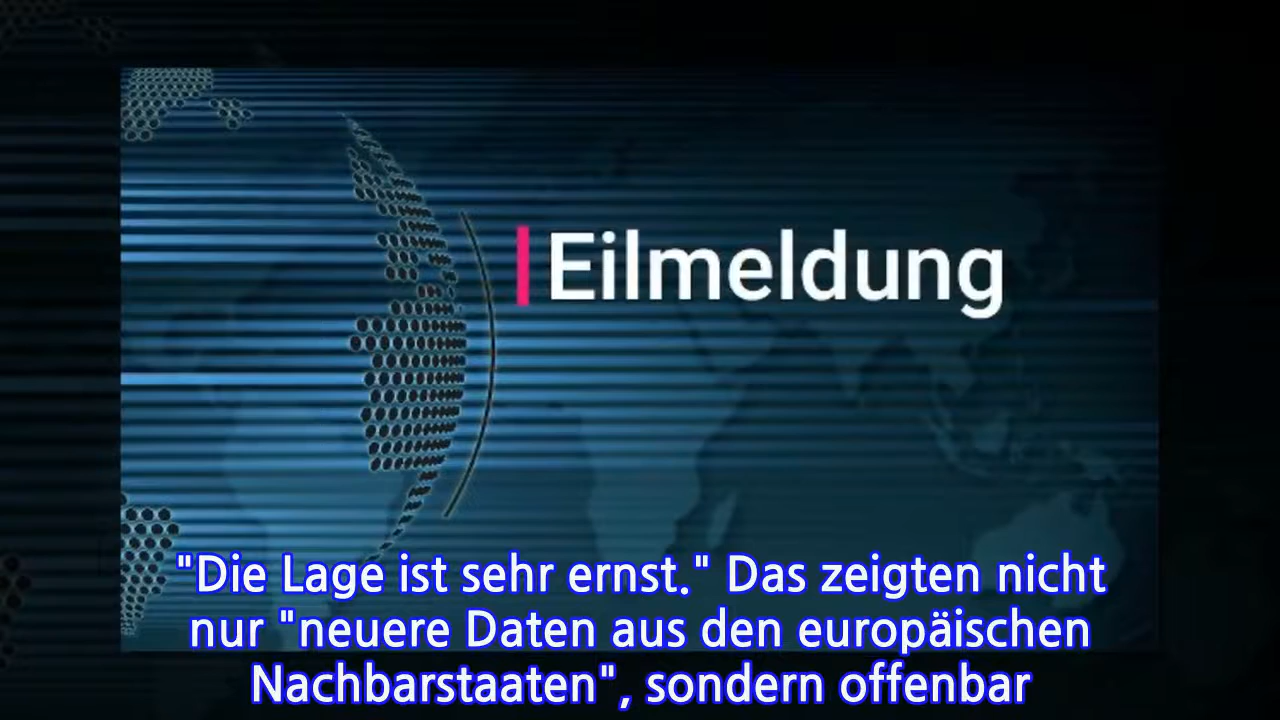 Eilmeldung
"Die Lage ist sehr ernst." Das zeigten nicht
nur "neuere Daten aus den europäischen
Nachbarstaaten", sondern offenbar